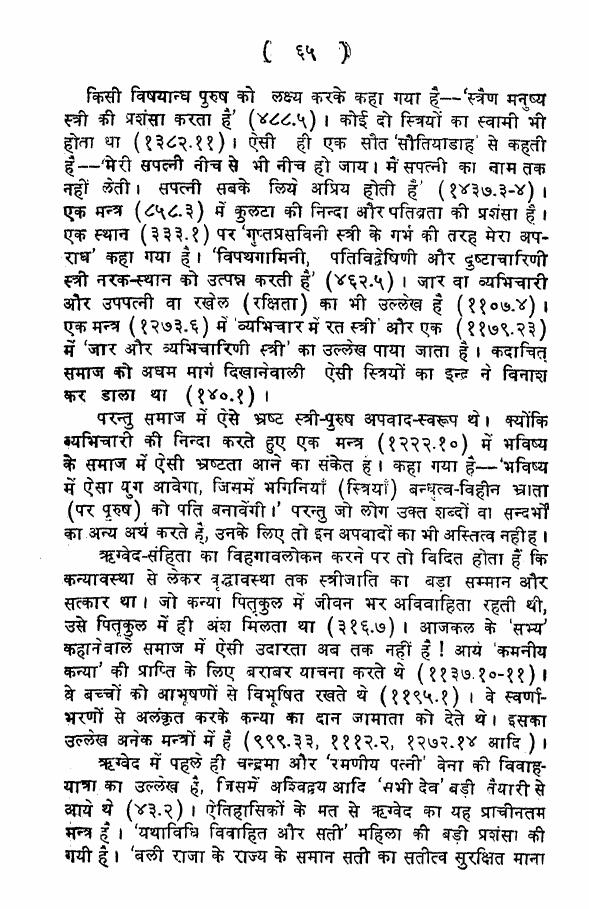 ( ६५ )
किसी विषयान्ध पुरुष को लक्ष्य करके कहा गया है--'स्त्रैण मनुष्य
स्त्री की प्रशंसा करता है' (४८८.५) । कोई दो स्त्रियों का स्वामी भी
होता था (१३८२.११) । ऐसी ही एक सौत 'सौतियाडाह' से कहती
है--'मेरी सपत्नी नीच से भी नीच हो जाय । मैं सपत्नी का नाम तक
नहीं लेती । सपत्नी सबके लिये अप्रिय होती है' (१४३७.३-४) ।
एक मन्त्र (८५८.३) में कुलटा की निन्दा और पतिव्रता की प्रशंसा है ।
एक स्थान (३३३.१) पर 'गुप्तप्रसविनी स्त्री के गर्भ की तरह मेरा अप-
राध' कहा गया है । 'विपथगामिनी, पतिविद्वेषिणी और दुष्टाचारिणी
स्त्री नरक-स्थान को उत्पन्न करती है' (४६२.५) । जार वा व्यभिचारी
और उपपत्नी वा रखेल (रक्षिता) का भी उल्लेख है (११०७.४) ।
एक मन्त्र (१२७३.६) में 'व्यभिचार में रत स्त्री' और एक (११७९.२३)
में 'जार और व्यभिचारिणी स्त्री' का उल्लेख पाया जाता है । कदाचित्
समाज को अधम मार्ग दिखानेवाली ऐसी स्त्रियों का इन्द्र ने विनाश
कर डाला था (१४०.१) ।
परन्तु समाज में ऐसे भ्रष्ट स्त्री-पुरुष अपवाद-स्वरूप थे । क्योंकि
व्यभिचारी की निन्दा करते हुए एक मन्त्र (१२२२.१०) में भविष्य
के समाज में ऐसी भ्रष्टता आने का संकेत ह । कहा गया है--'भविष्य
में ऐसा युग आवेगा, जिसमें भगिनियाँ (स्त्रियाँ) बन्धुत्व-विहीन भ्राता
(पर पुरुष) को पति बनावेंगी ।' परन्तु जो लोग उक्त शब्दों वा सन्दर्भों
का अन्य अर्थ करते है, उनके लिए तो इन अपवादों का भी अस्तित्व नहीह ।
ऋग्वेद-संहिता का विहगावलोकन करने पर तो विदित होता हैं कि
कन्यावस्था से लेकर वृद्धावस्था तक स्त्रीजाति का बड़ा सम्मान और
सत्कार था । जो कन्या पितृकुल में जीवन भर अविवाहिता रहती थी,
उसे पितृकुल में ही अंश मिलता था (३१६.७) । आजकल के 'सभ्य'
कहानेवाले समाज में ऐसी उदारता अब तक नहीं है ! आर्य 'कमनीय
कन्या' की प्राप्ति के लिए बराबर याचना करते थे (११३७.१०-११) ।
वे बच्चों को आभूषणों से विभूषित रखते थे (११९५.१) । वे स्वर्णा-
भरणों से अलंकृत करके कन्या का दान जामाता को देते थे । इसका
उल्लेख अनेक मन्त्रों में है (९९९.३३, १११२.२, १२७२.१४ आदि ) ।
ऋग्वेद में पहले ही चन्द्रमा और 'रमणीय पत्नी' वेना की विवाह-
यात्रा का उल्लेख है, जिसमें अश्विद्वय आदि 'सभी देव' बड़ी तैयारी से
आये थे (४३.२) । ऐतिहासिकों के मत से ऋग्वेद का यह प्राचीनतम
मन्त्र है । 'यथाविधि विवाहित और सती' महिला की बड़ी प्रशंसा की
गयी है । 'बली राजा के राज्य के समान सती का सतीत्व सुरक्षित माना